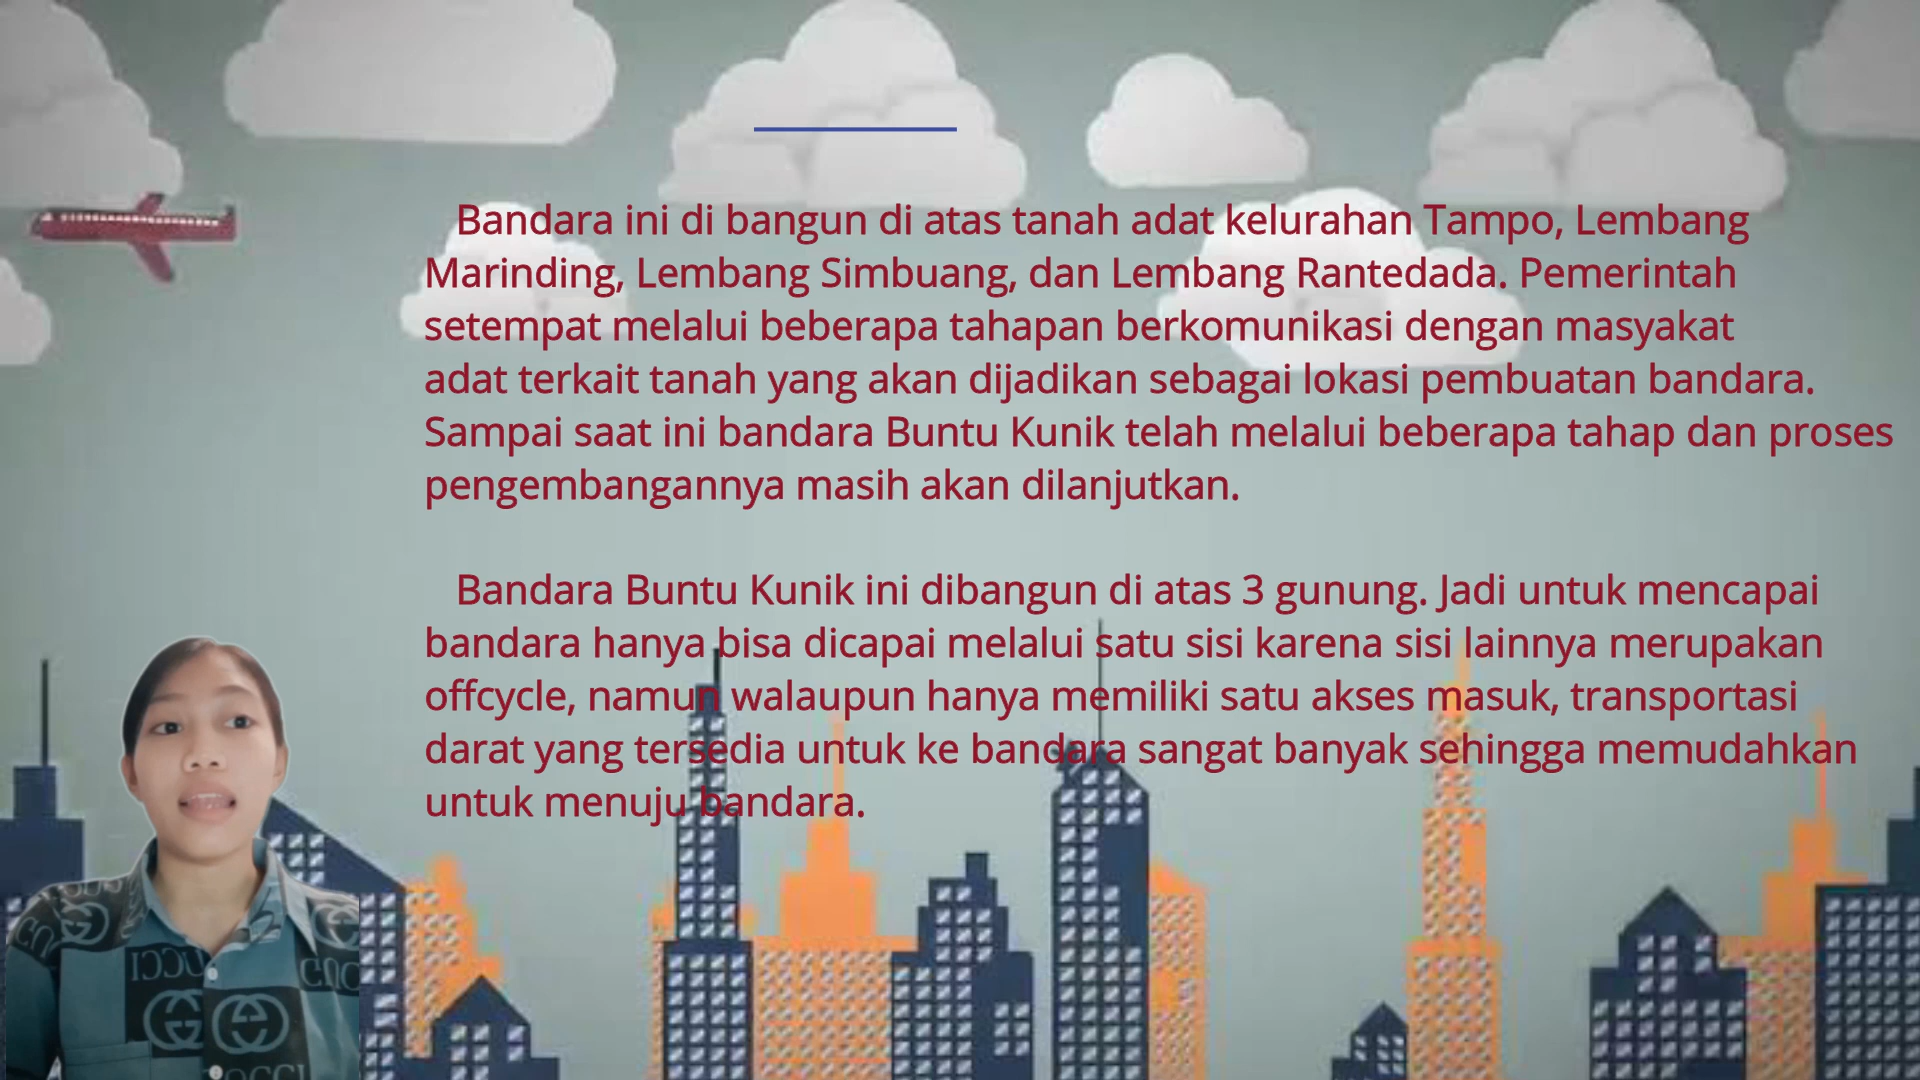 Bandara ini di bangun di atas tanah adat kelurahan Tampo, Lembang
Marinding, Lembang Simbuang, dan Lembang Rantedada. Pemerintah
setempat melalui beberapa tahapan berkomunikasi dengan masyakat
adat terkait tanah yang akan dijadikan sebagai lokasi pembuatan bandara.
Sampai saat ini bandara Buntu Kunik telah melalui beberapa tahap dan proses
pengembangannya masih akan dilanjutkan.
Bandara Buntu Kunik ini dibangun di atas 3 gunung. Jadi untuk mencapai
bandara hanya bisa dicapai melalui satu sisi karena sisi lainnya merupakan
offcycle, namun walaupun hanya memiliki satu akses masuk, transportasi
darat yang tersedia untuk ke bandara sangat banyak sehingga memudahkan
untuk menuju bandara.